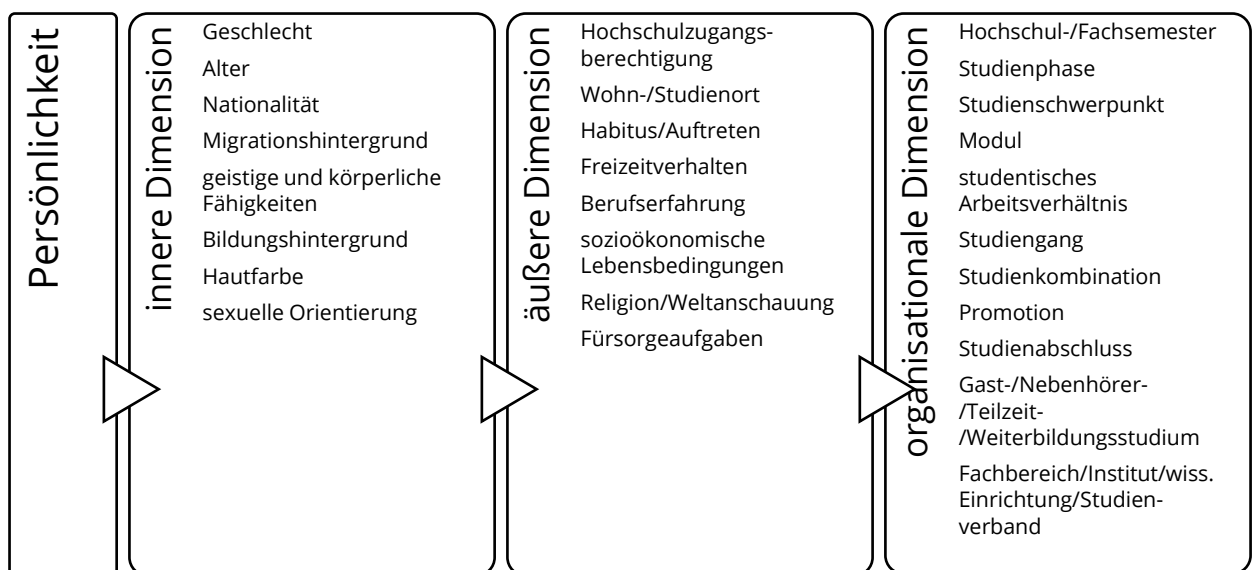 Persönlichkeit
innere Dimension
Geschlecht
Alter
Nationalität
Migrationshintergrund
geistige und körperliche
Fähigkeiten
Bildungshintergrund
Hautfarbe
sexuelle Orientierung
äußere Dimension
Hochschulzugangs-
berechtigung
Wohn-/Studienort
Habitus/Auftreten
Freizeitverhalten
Berufserfahrung
sozioökonomische
Lebensbedingungen
Religion/Weltanschauung
Fürsorgeaufgaben
organisationale Dimension
Hochschul-/Fachsemester
Studienphase
Studienschwerpunkt
Modul
studentisches
Arbeitsverhältnis
Studiengang
Studienkombination
Promotion
Studienabschluss
Gast-/Nebenhörer-
/Teilzeit-
/Weiterbildungsstudium
Fachbereich/Institut/wiss.
Einrichtung/Studien-
verband